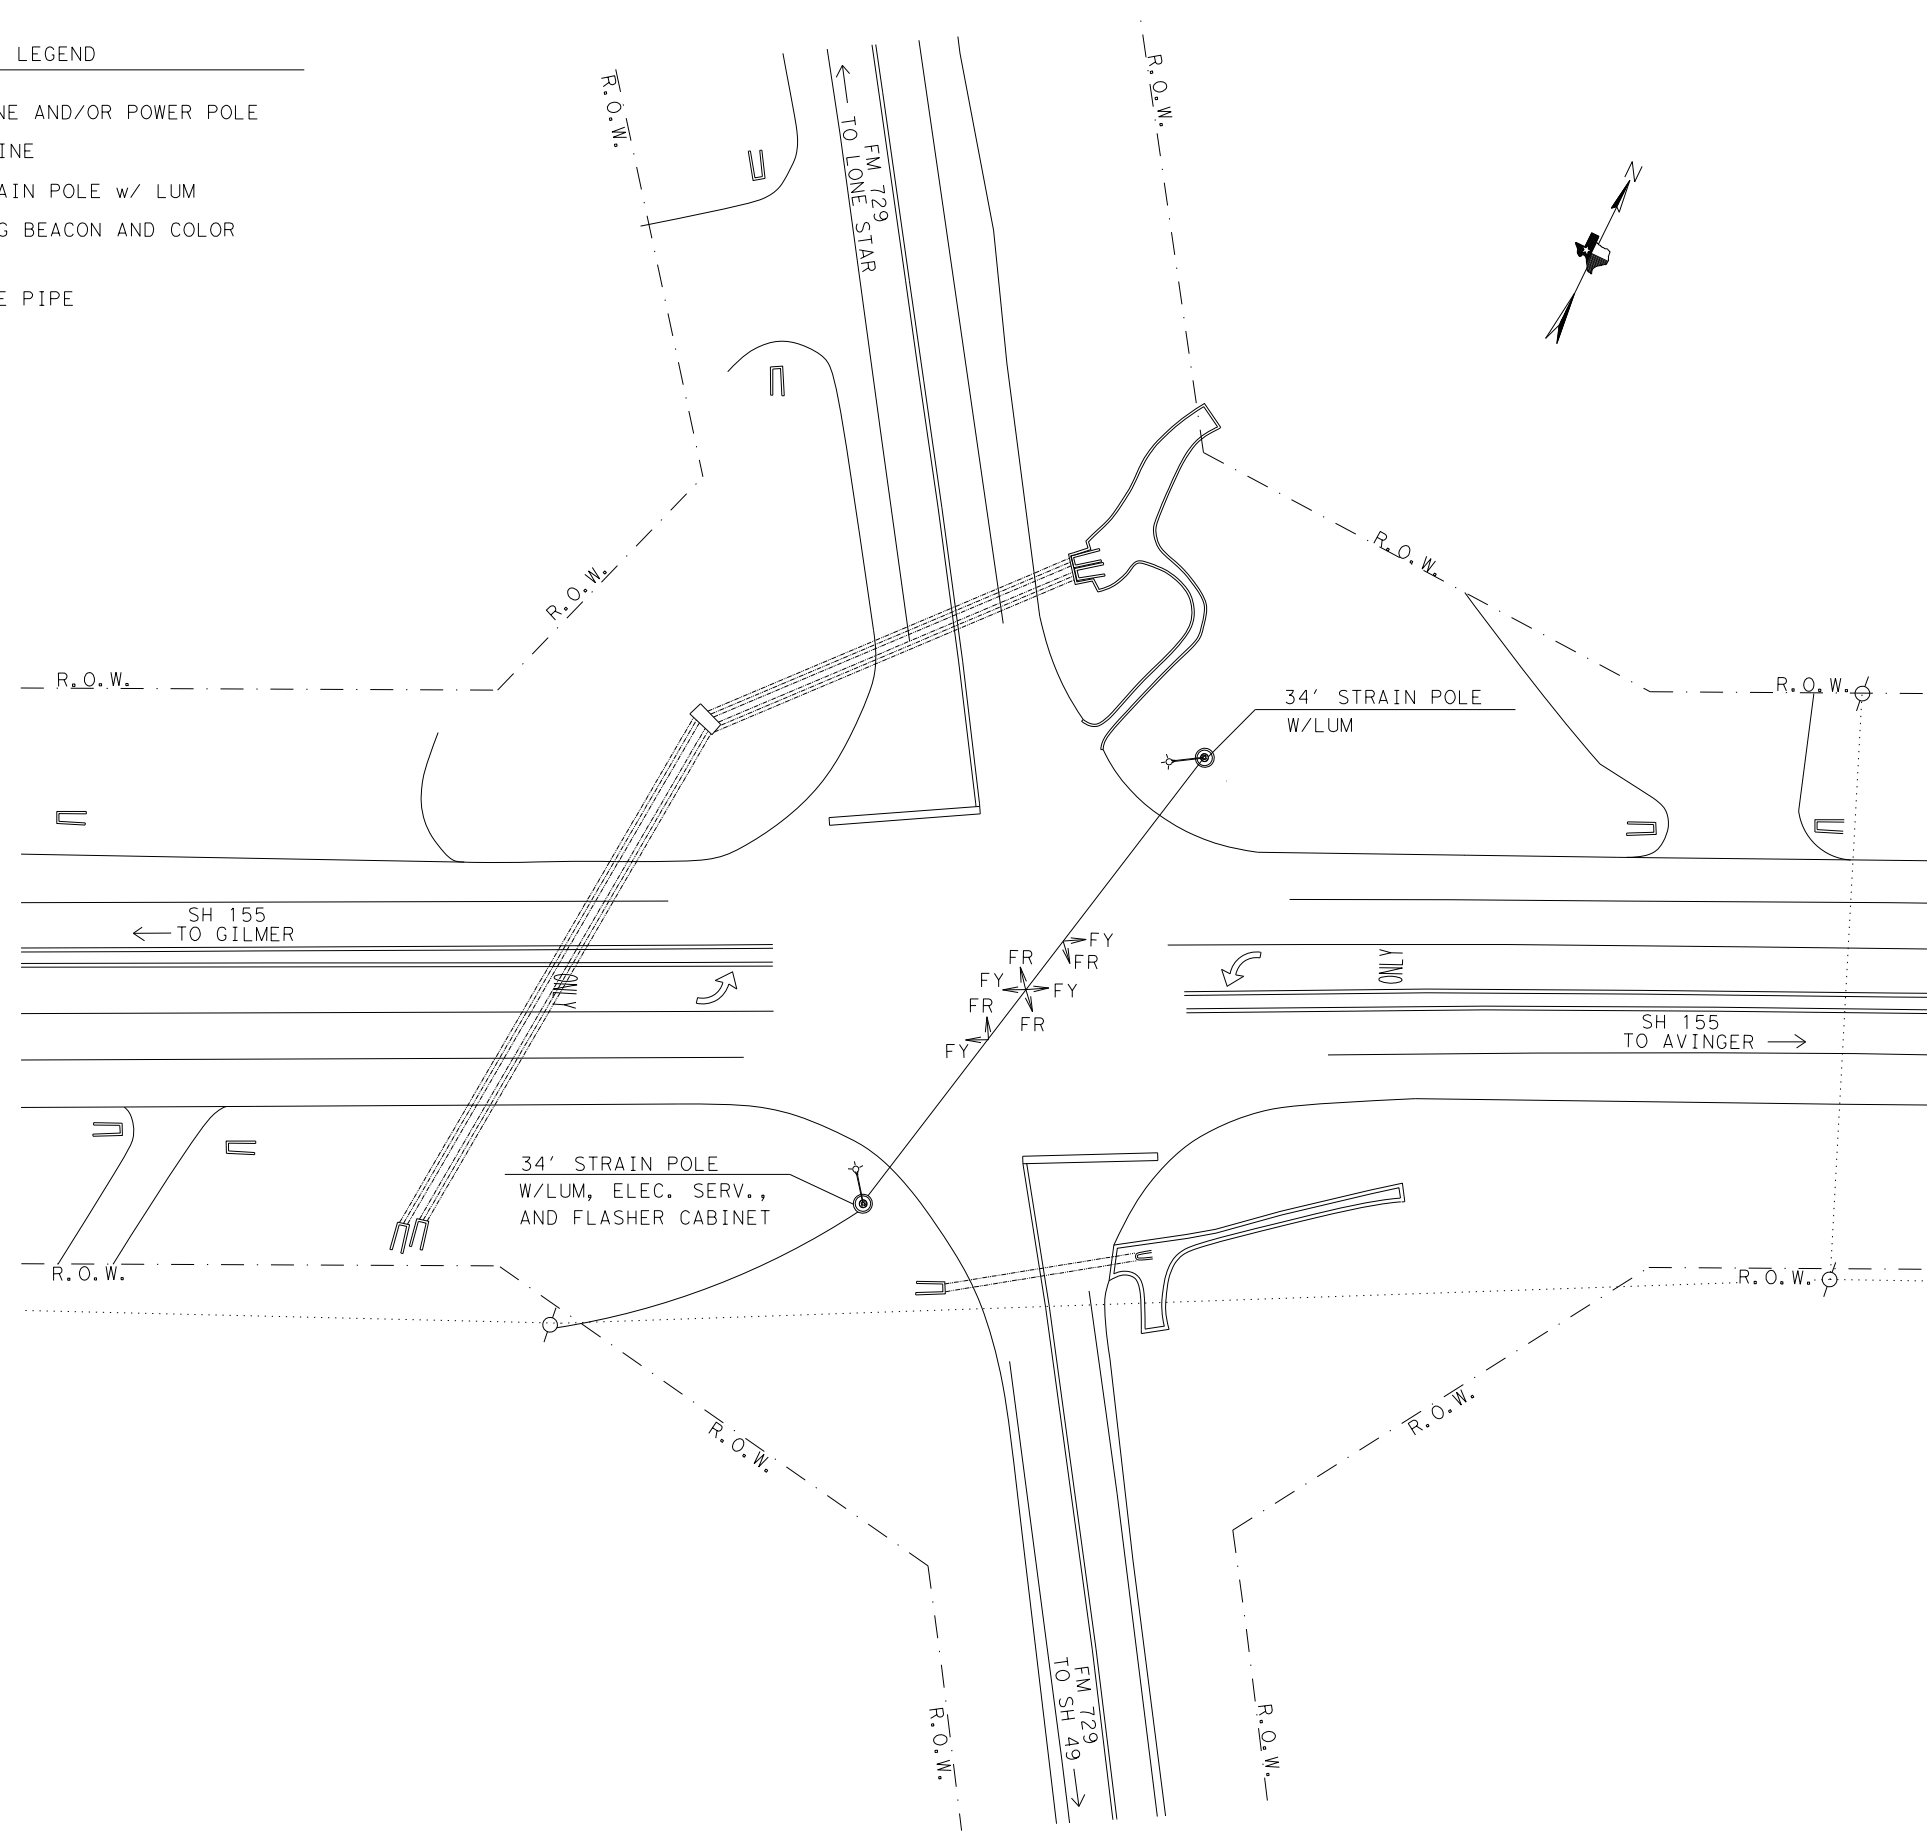 LEGEND
NE AND/OR POWER POLE
INE
AIN POLE w/ LUM
G BEACON AND COLOR
E PIPE
R.O.W.
R.O.W.
FM 729
TO LONE STAR
N
R.O.W.
R.O.W.
R.O.W.
R.O.W.
34' STRAIN POLE
W/LUM
SH 155
TO GILMER
ONLY
ONLY
FY
FR
FR
FY
FY
FR
FR
FY
SH 155
TO AVINGER
34' STRAIN POLE
W/LUM, ELEC. SERV.,
AND FLASHER CABINET
R.O.W.
R.O.W.
R.O.W.
R.O.W.
FM 729
TO SH 49
R.O.W.
R.O.W.